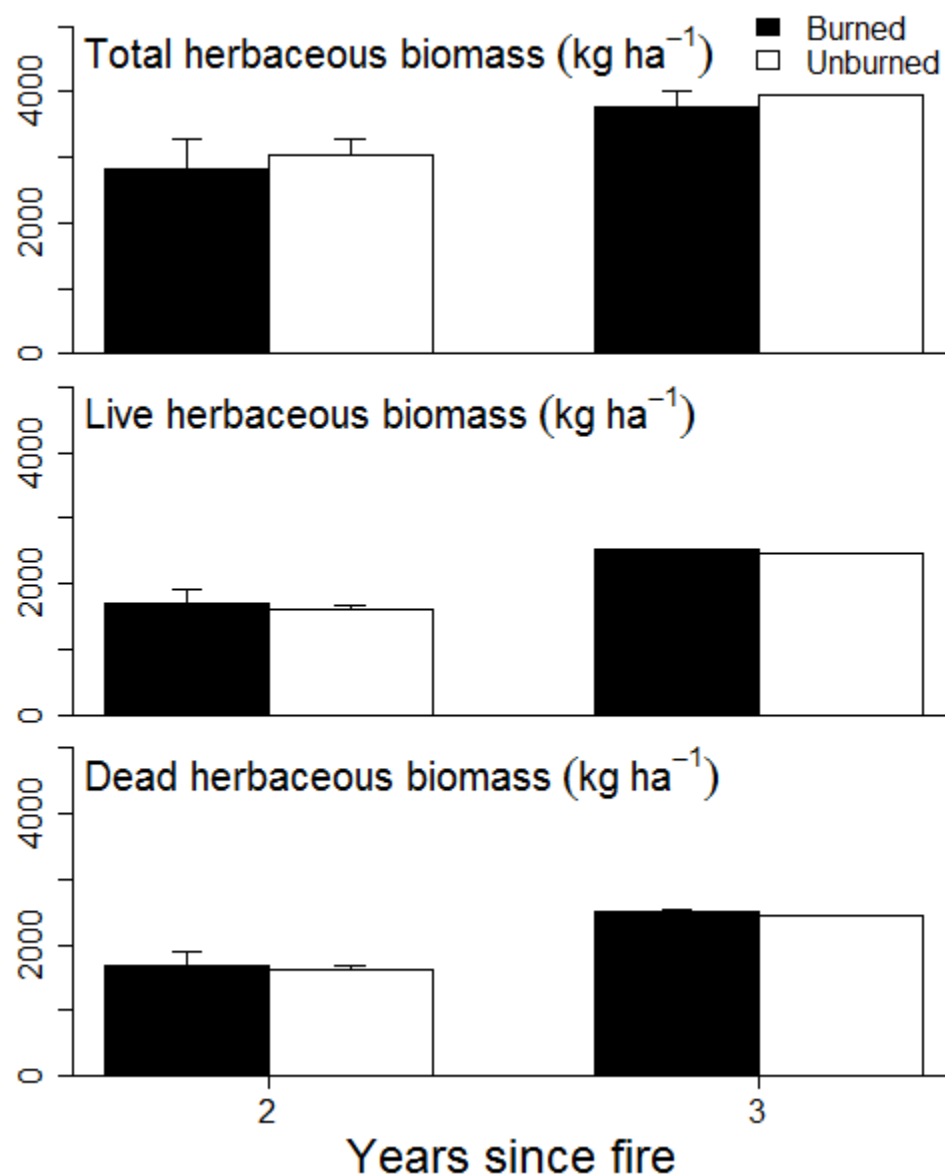 Total herbaceous biomass (kg ha⁻¹)
Burned
Unburned
4000
2000
0
Live herbaceous biomass (kg ha⁻¹)
4000
2000
0
Dead herbaceous biomass (kg ha⁻¹)
4000
2000
0
2 3
Years since fire